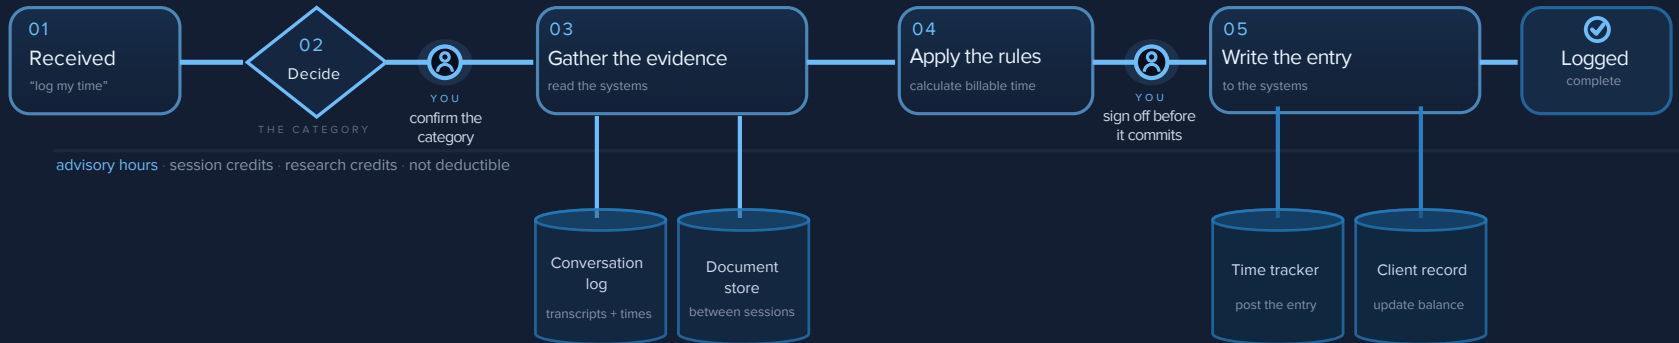 01
Received
“log my time”
02
Decide
THE CATEGORY
YOU
confirm the
category
03
Gather the evidence
read the systems
04
Apply the rules
calculate billable time
YOU
sign off before
it commits
05
Write the entry
to the systems
Logged
complete
advisory hours · session credits · research credits · not deductible
Conversation
log
transcripts + times
Document
store
between sessions
Time tracker
post the entry
Client record
update balance